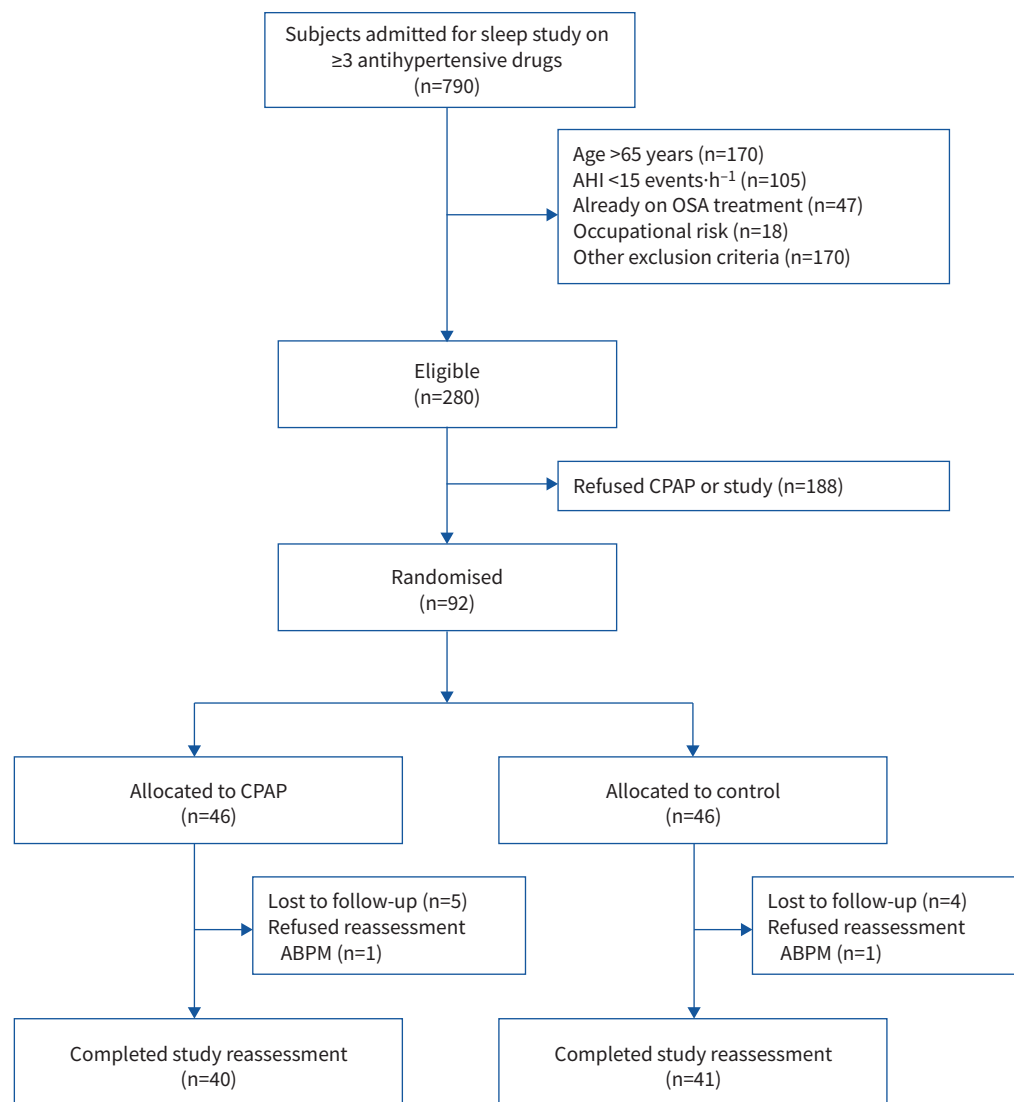 Subjects admitted for sleep study on
≥3 antihypertensive drugs
(n=790)
Age >65 years (n=170)
AHI <15 events·h⁻¹ (n=105)
Already on OSA treatment (n=47)
Occupational risk (n=18)
Other exclusion criteria (n=170)
Eligible
(n=280)
Refused CPAP or study (n=188)
Randomised
(n=92)
Allocated to CPAP
(n=46)
Allocated to control
(n=46)
Lost to follow-up (n=5)
Refused reassessment
ABPM (n=1)
Lost to follow-up (n=4)
Refused reassessment
ABPM (n=1)
Completed study reassessment
(n=40)
Completed study reassessment
(n=41)